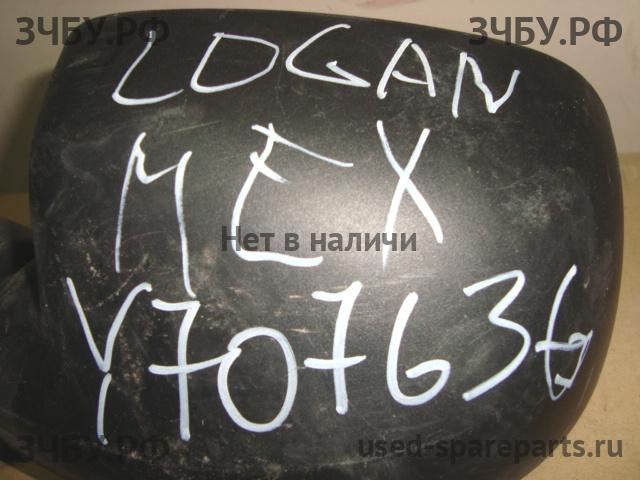 ЗЧБУ.РФ ЗЧБУ.РФ
LOGAN
MEX
Нет в наличи
Y707636
ЗЧБУ.РФ used-spareparts.ru